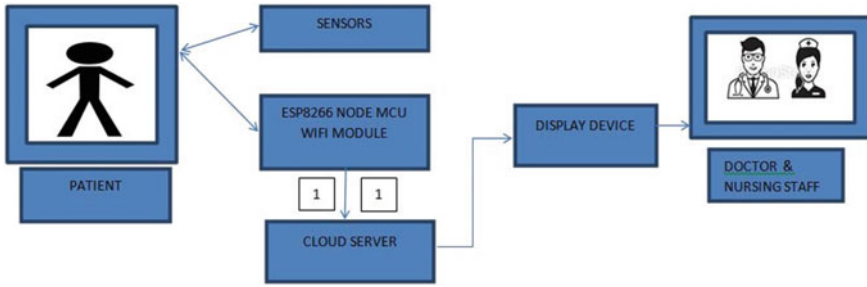 SENSORS
ESP8266 NODE MCU
WIFI MODULE
DISPLAY DEVICE
PATIENT
DOCTOR &
NURSING STAFF
1 1
CLOUD SERVER